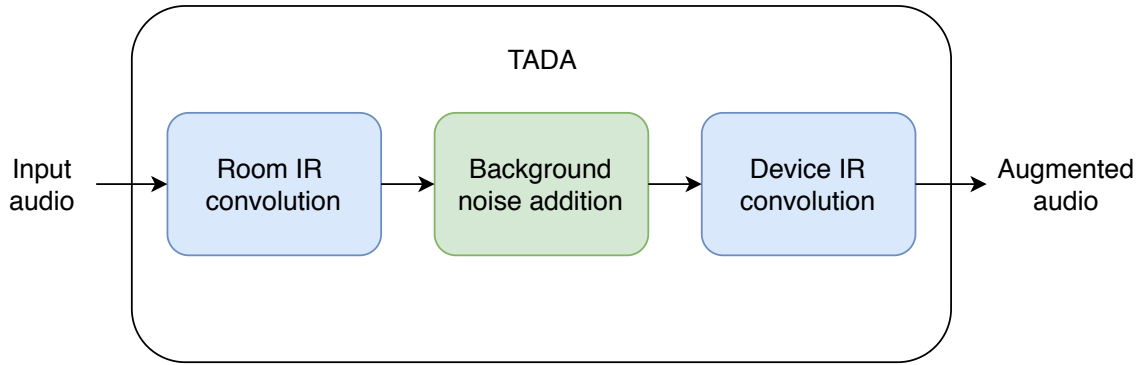 TADA
Input
audio
Room IR
convolution
Background
noise addition
Device IR
convolution
Augmented
audio